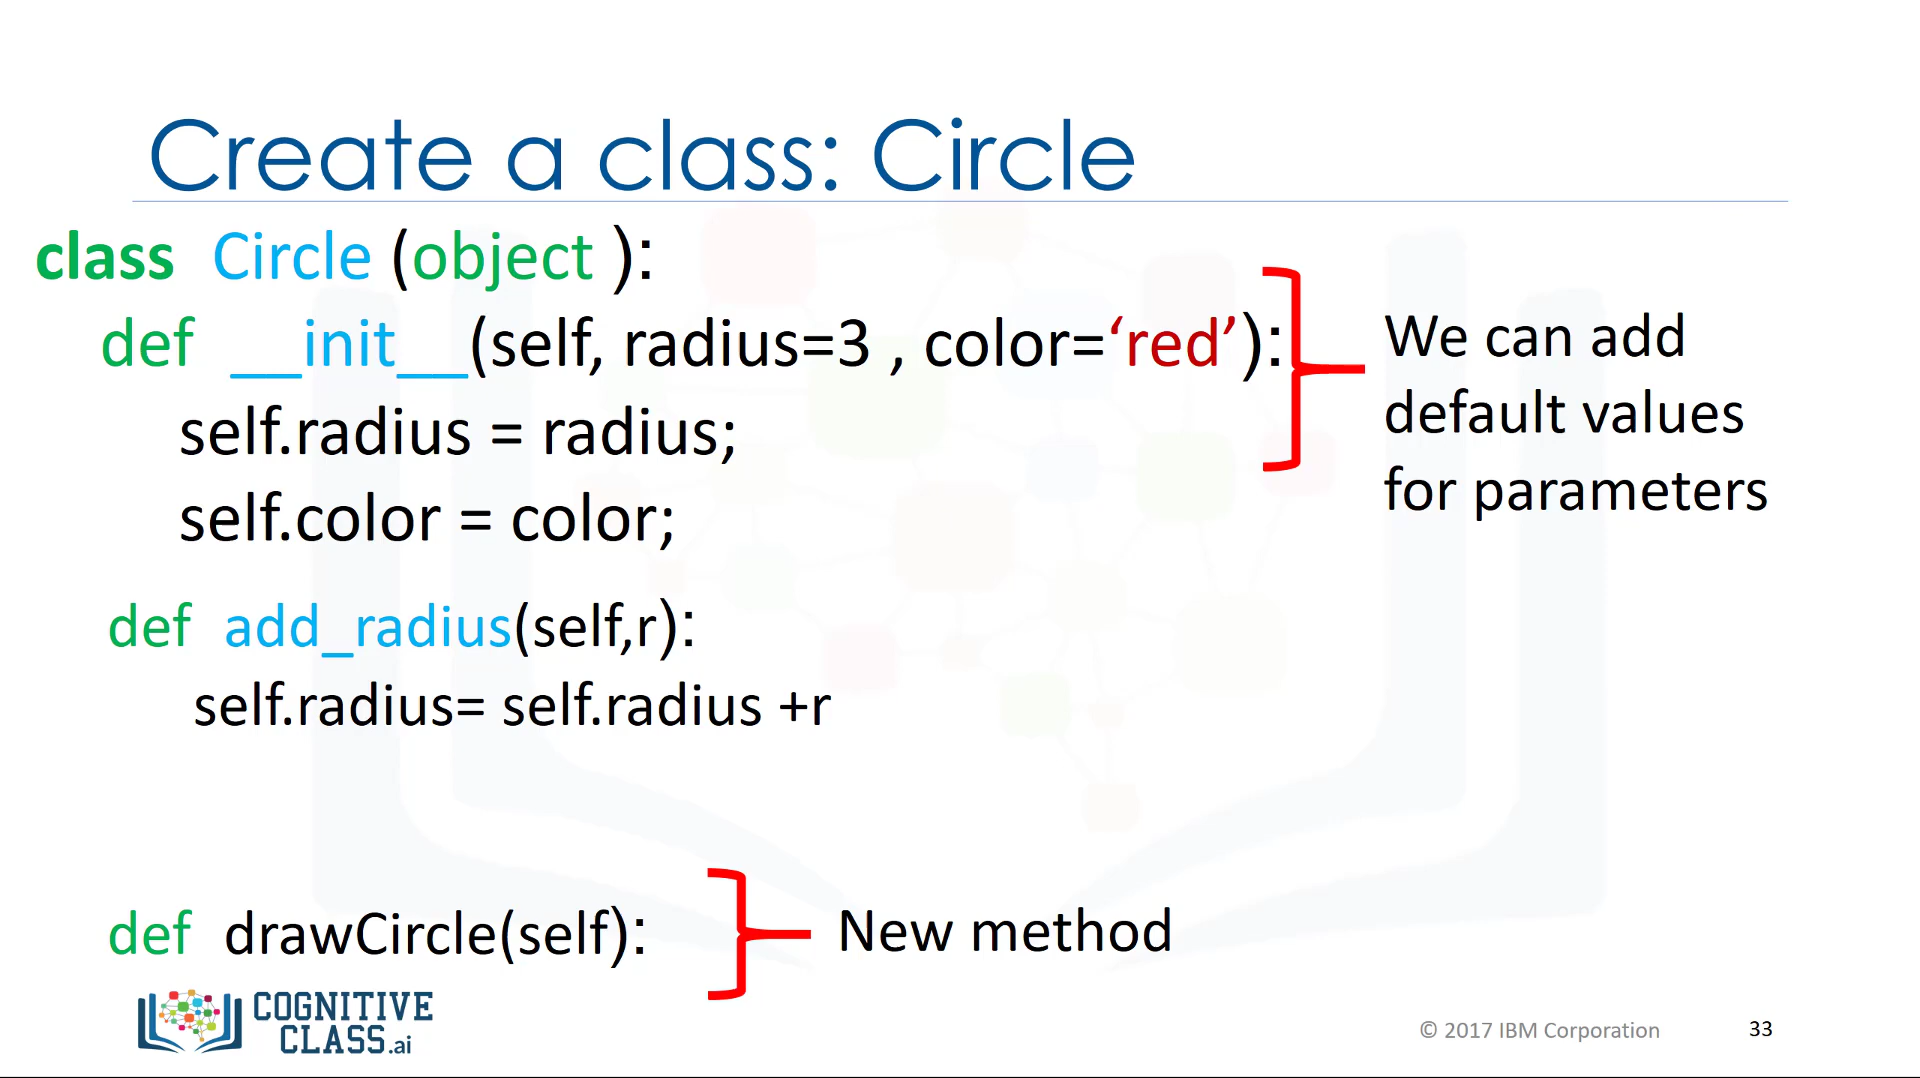 Create a class: Circle
class Circle (object ):
def __init__(self, radius=3 , color=‘red’):
self.radius = radius;
self.color = color;
We can add
default values
for parameters
def add_radius(self,r):
self.radius= self.radius +r
def drawCircle(self):
New method
COGNITIVE
CLASS.ai
© 2017 IBM Corporation
33